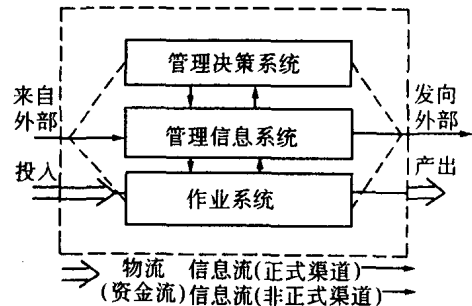 管理决策系统
来自
外部
管理信息系统
发向
外部
投入
作业系统
产出
物流 信息流(正式渠道)
(资金流)信息流(非正式渠道)